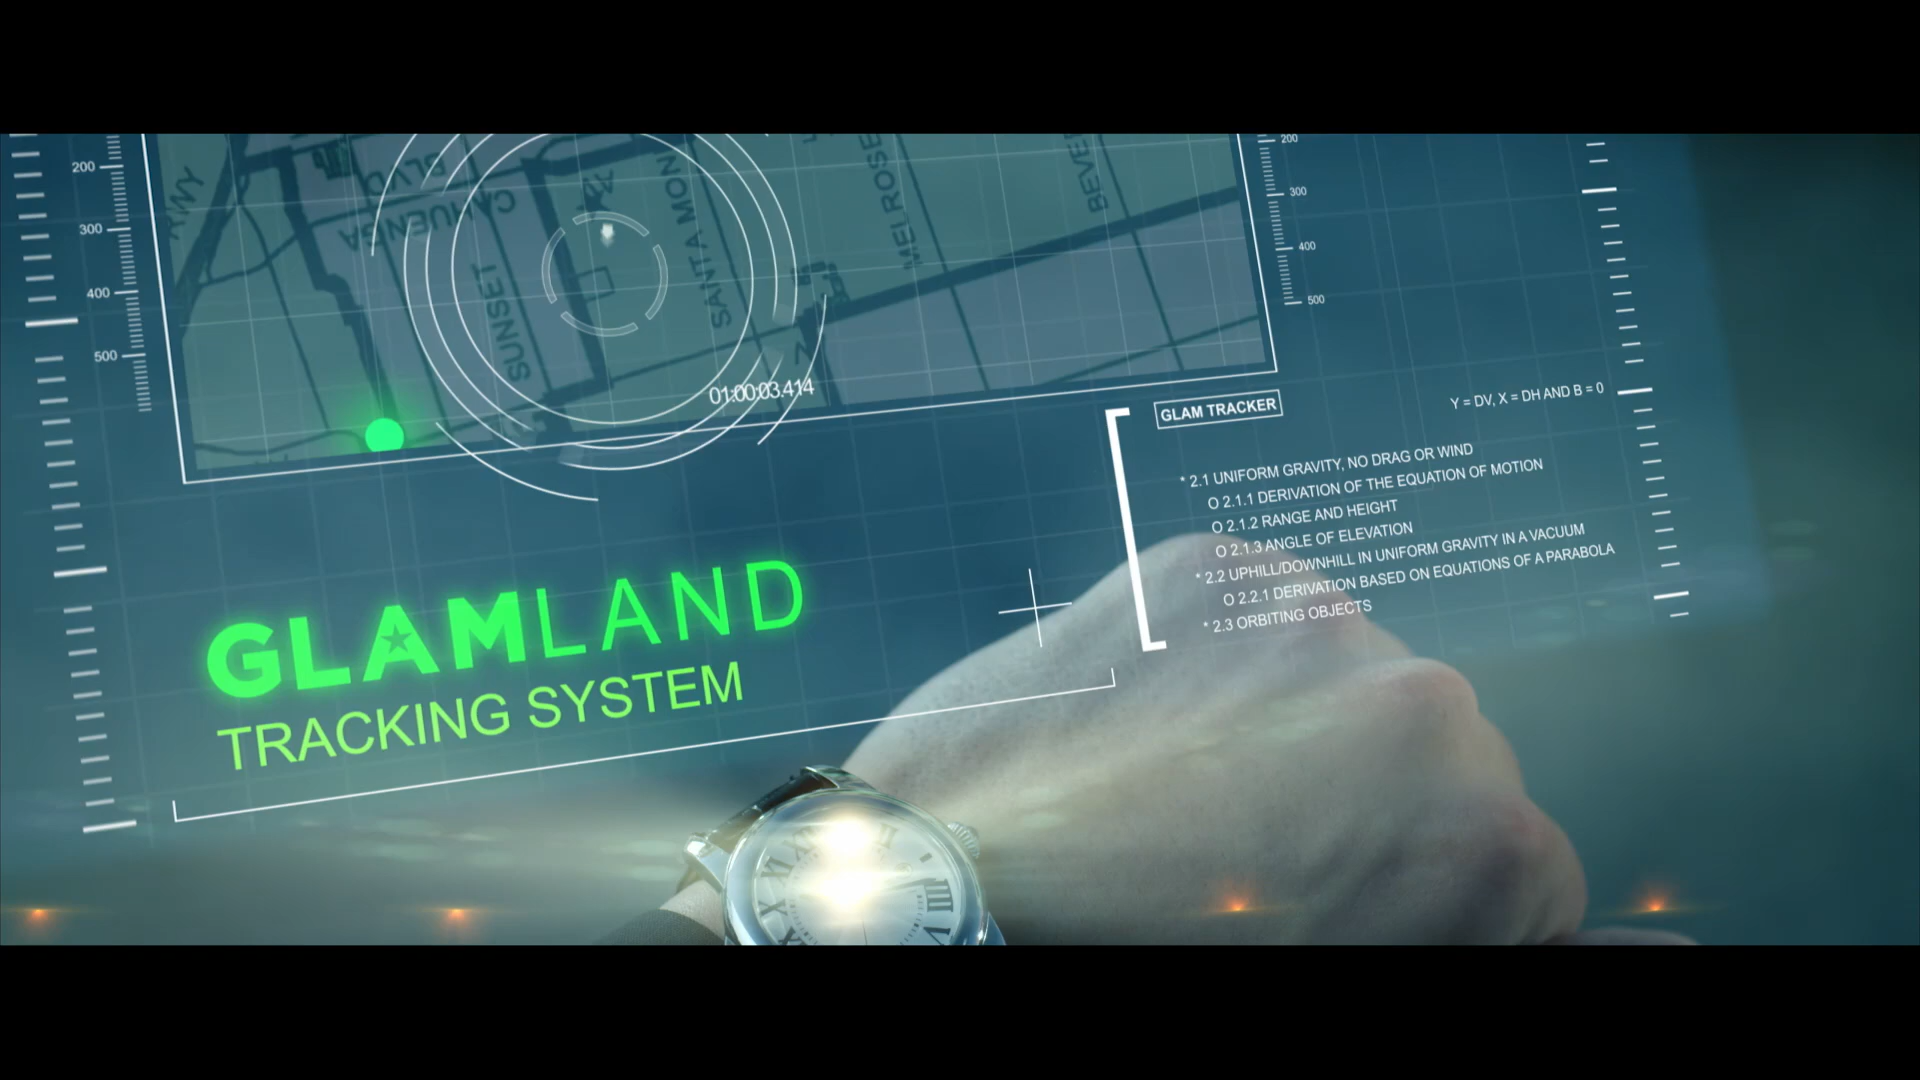 200
300
400
500
200
300
400
500
CAHUENGA
BLVD
SUNSET
SANTA MON
MELROSE
BEVER
01:00:03.414
GLAM TRACKER
Y = DV, X = DH AND B = 0
* 2.1 UNIFORM GRAVITY, NO DRAG OR WIND
O 2.1.1 DERIVATION OF THE EQUATION OF MOTION
O 2.1.2 RANGE AND HEIGHT
O 2.1.3 ANGLE OF ELEVATION
* 2.2 UPHILL/DOWNHILL IN UNIFORM GRAVITY IN A VACUUM
O 2.2.1 DERIVATION BASED ON EQUATIONS OF A PARABOLA
* 2.3 ORBITING OBJECTS
GLAMLAND
TRACKING SYSTEM